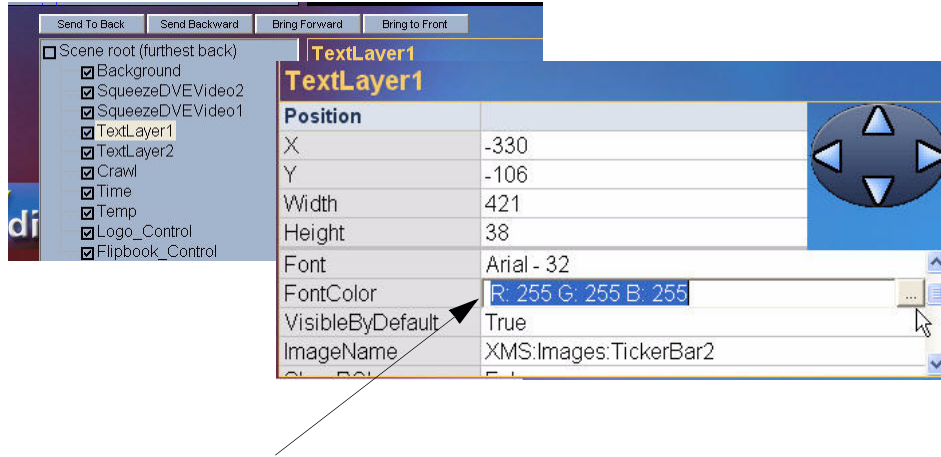 Send To Back Send Backward Bring Forward Bring to Front
Scene root (furthest back)
Background
SqueezeDVEVideo2
SqueezeDVEVideo1
TextLayer1
TextLayer2
Crawl
Time
Temp
Logo_Control
Flipbook_Control
di
TextLayer1
TextLayer1
Position
X -330
Y -106
Width 421
Height 38
Font Arial - 32
FontColor R: 255 G: 255 B: 255 ...
VisibleByDefault True
ImageName XMS:Images:TickerBar2